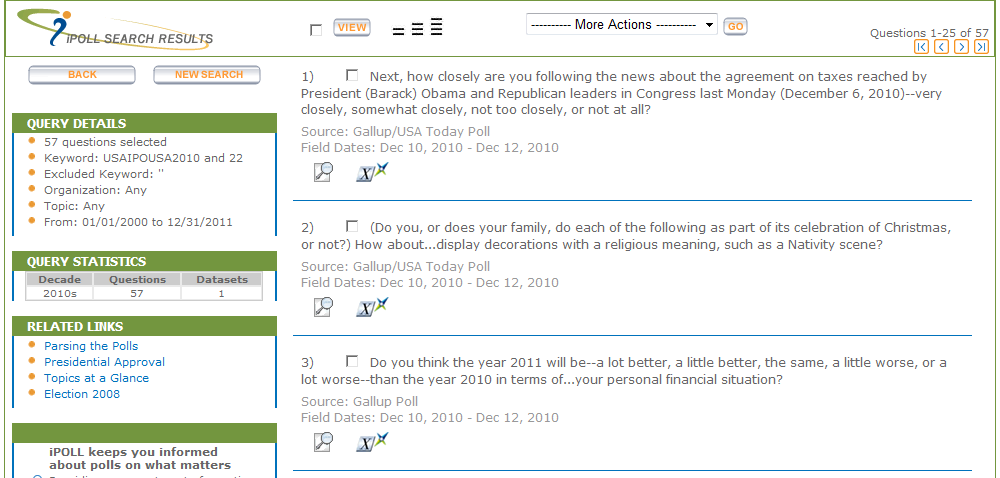 iPOLL SEARCH RESULTS
VIEW
---------- More Actions ----------
GO
Questions 1-25 of 57
BACK
NEW SEARCH
QUERY DETAILS
57 questions selected
Keyword: USAIPOUSA2010 and 22
Excluded Keyword: ''
Organization: Any
Topic: Any
From: 01/01/2000 to 12/31/2011
QUERY STATISTICS
Decade Questions Datasets
2010s 57 1
RELATED LINKS
Parsing the Polls
Presidential Approval
Topics at a Glance
Election 2008
iPOLL keeps you informed
about polls on what matters
1) Next, how closely are you following the news about the agreement on taxes reached by
President (Barack) Obama and Republican leaders in Congress last Monday (December 6, 2010)--very
closely, somewhat closely, not too closely, or not at all?
Source: Gallup/USA Today Poll
Field Dates: Dec 10, 2010 - Dec 12, 2010
X
2) (Do you, or does your family, do each of the following as part of its celebration of Christmas,
or not?) How about...display decorations with a religious meaning, such as a Nativity scene?
Source: Gallup/USA Today Poll
Field Dates: Dec 10, 2010 - Dec 12, 2010
X
3) Do you think the year 2011 will be--a lot better, a little better, the same, a little worse, or a
lot worse--than the year 2010 in terms of...your personal financial situation?
Source: Gallup Poll
Field Dates: Dec 10, 2010 - Dec 12, 2010
X